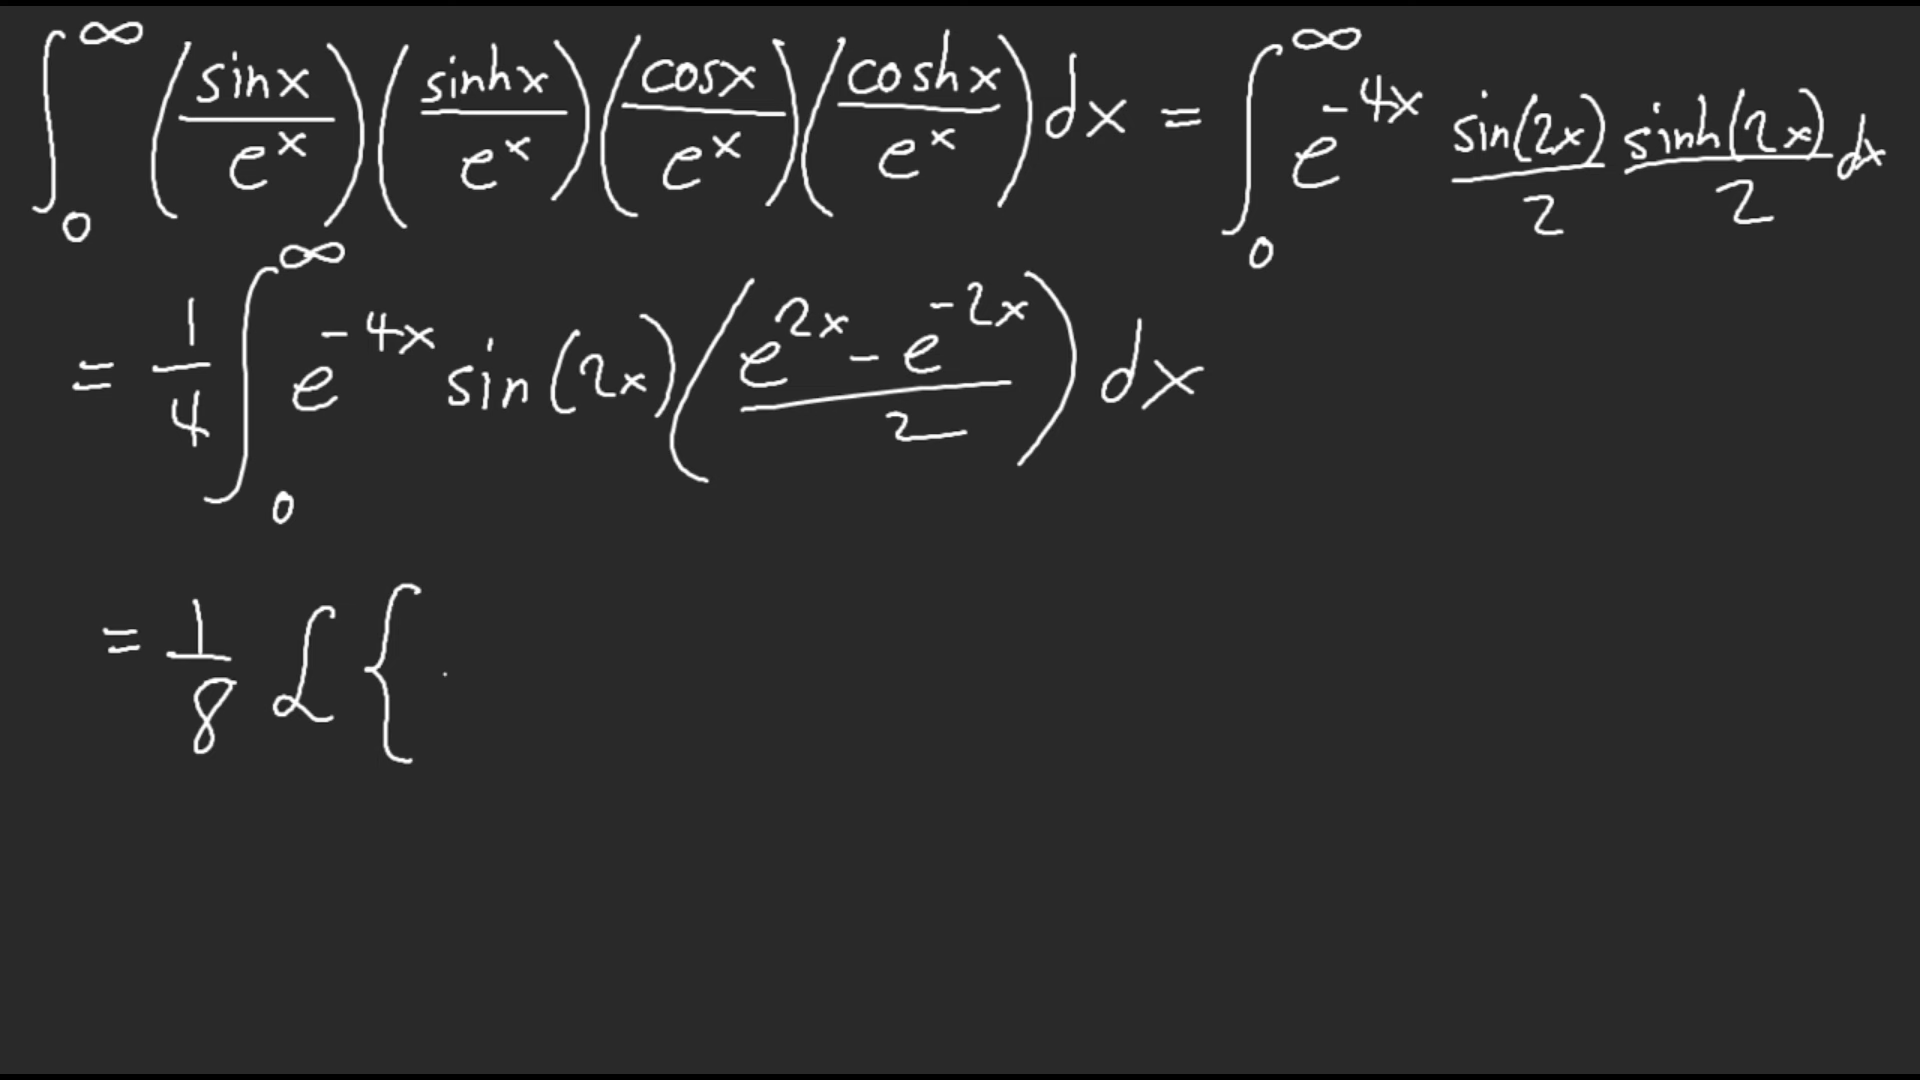 ∫₀^∞ (sinx/e^x)(sinhx/e^x)(cosx/e^x)(coshx/e^x)dx = ∫₀^∞ e^(-4x) sin(2x)/2 sinh(2x)/2 dx
= 1/4 ∫₀^∞ e^(-4x) sin(2x)((e^(2x) - e^(-2x))/2)dx
= 1/8 ℒ{